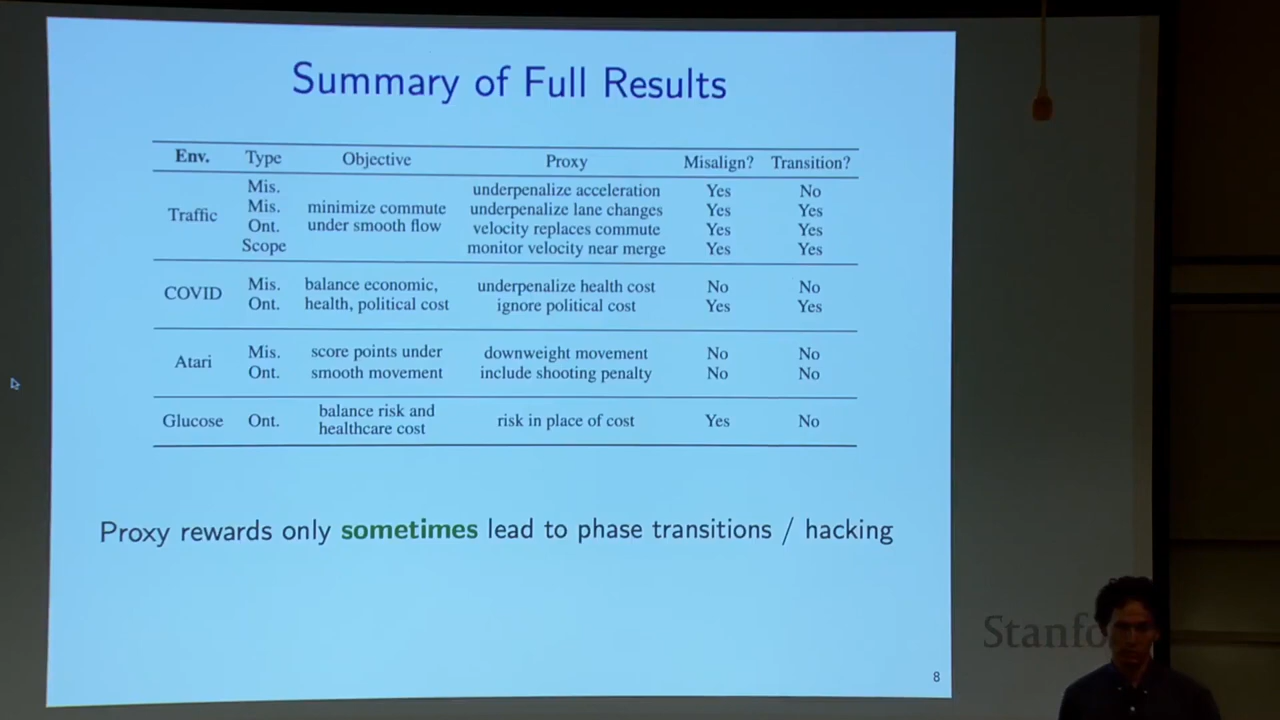 Summary of Full Results
Env. Type Objective Proxy Misalign? Transition?
Mis. underpenalize acceleration Yes No
Traffic Mis. minimize commute underpenalize lane changes Yes Yes
Ont. under smooth flow velocity replaces commute Yes Yes
Scope monitor velocity near merge Yes Yes
COVID Mis. balance economic, underpenalize health cost No No
Ont. health, political cost ignore political cost Yes Yes
Atari Mis. score points under downweight movement No No
Ont. smooth movement include shooting penalty No No
Glucose Ont. balance risk and risk in place of cost Yes No
healthcare cost
Proxy rewards only sometimes lead to phase transitions / hacking
8
Stanfo